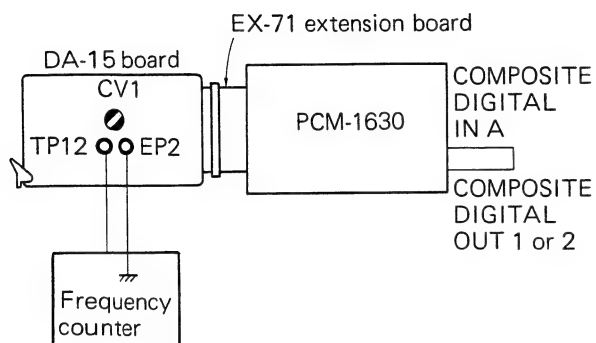 EX-71 extension board
DA-15 board
CV1
TP12
EP2
PCM-1630
COMPOSITE
DIGITAL
IN A
COMPOSITE
DIGITAL
OUT 1 or 2
Frequency
counter